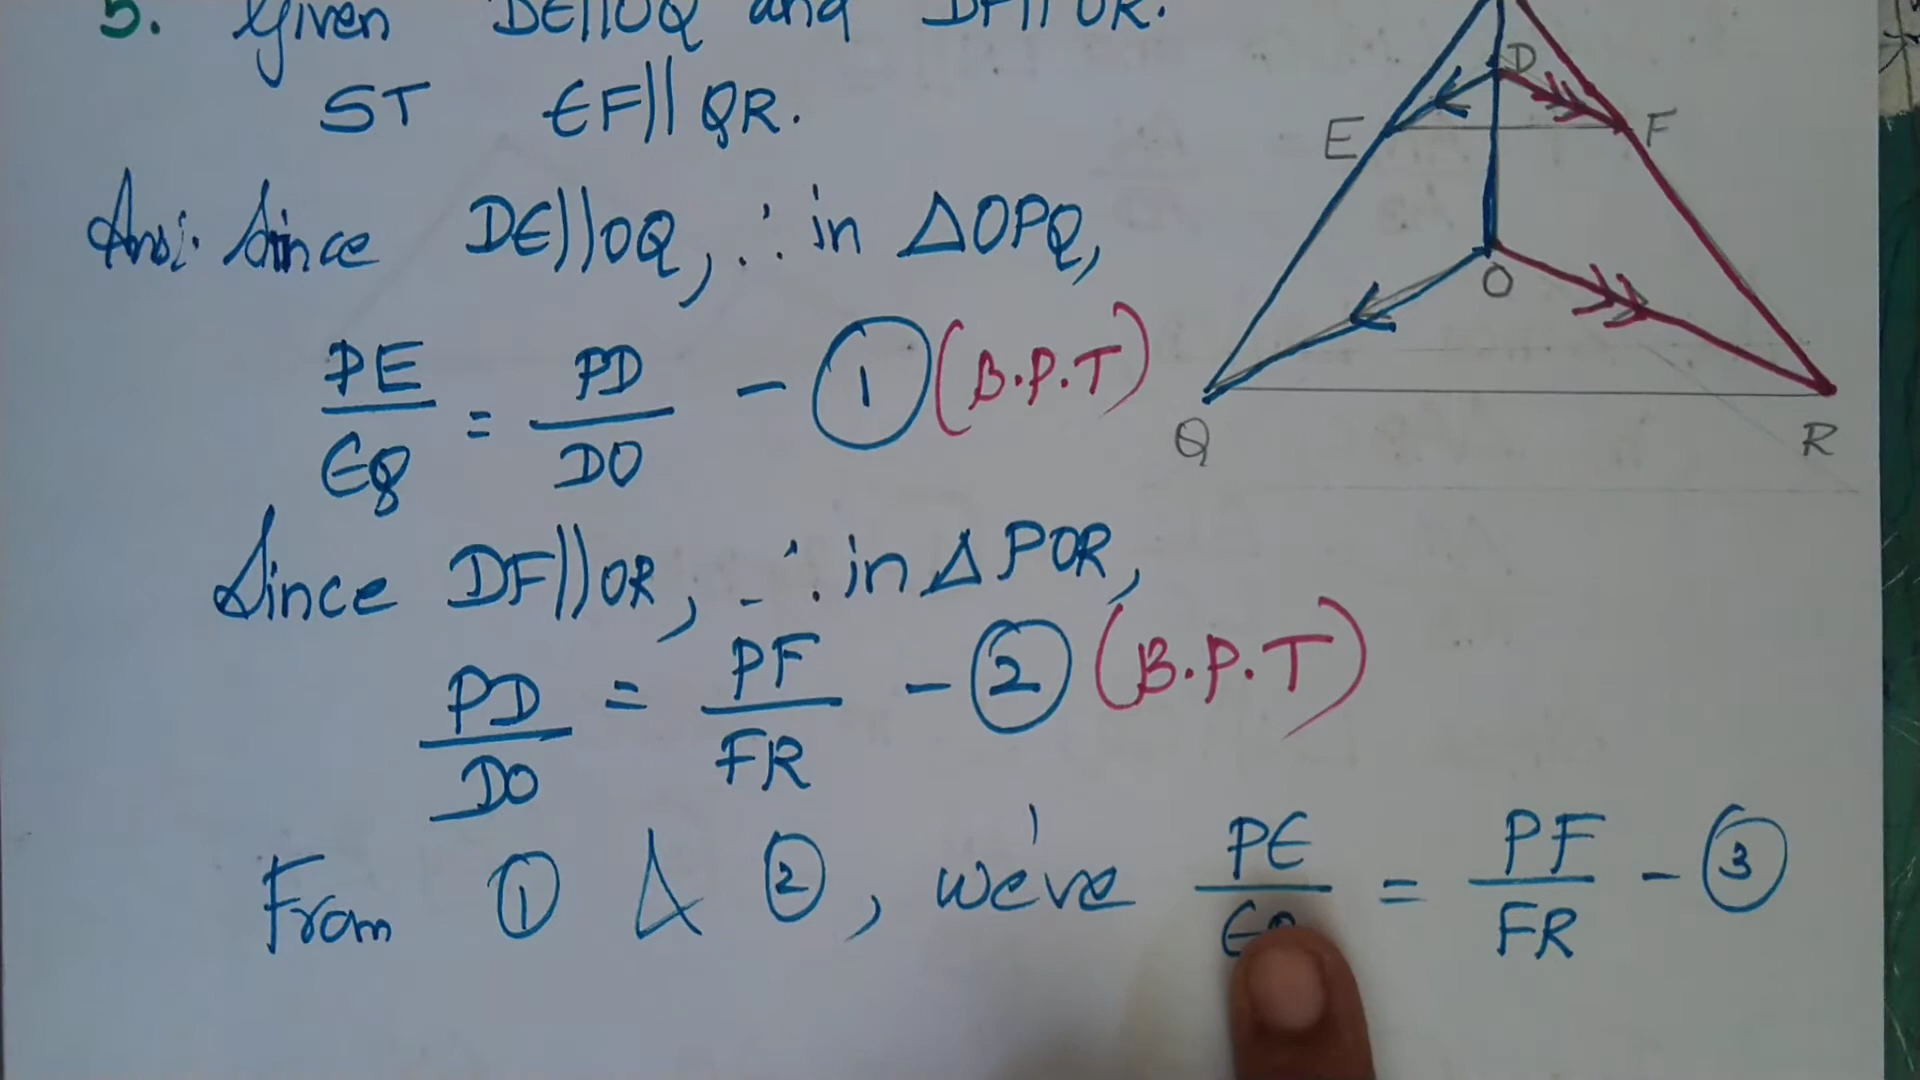 5. Given DE||OQ and DF||OR.
ST EF||QR.
Ans:- Since DE||OQ, ∴ in △OPQ,
PE/EQ = PD/DO - ① (B.P.T)
Since DF||OR, ∴ in △POR,
PD/DO = PF/FR - ② (B.P.T)
From ① & ②, we've PE/EQ = PF/FR - ③
D
E
F
O
Q
R